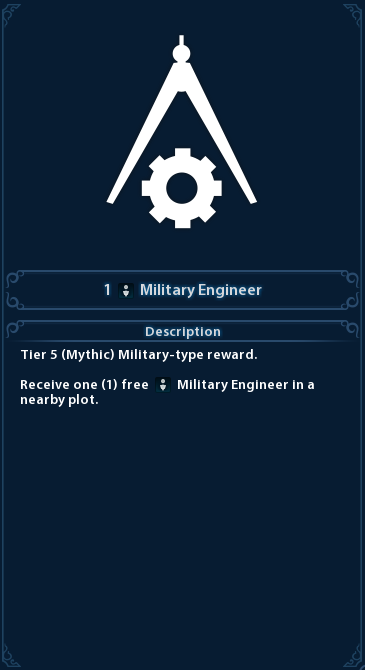 1 Military Engineer
Description
Tier 5 (Mythic) Military-type reward.
Receive one (1) free Military Engineer in a
nearby plot.